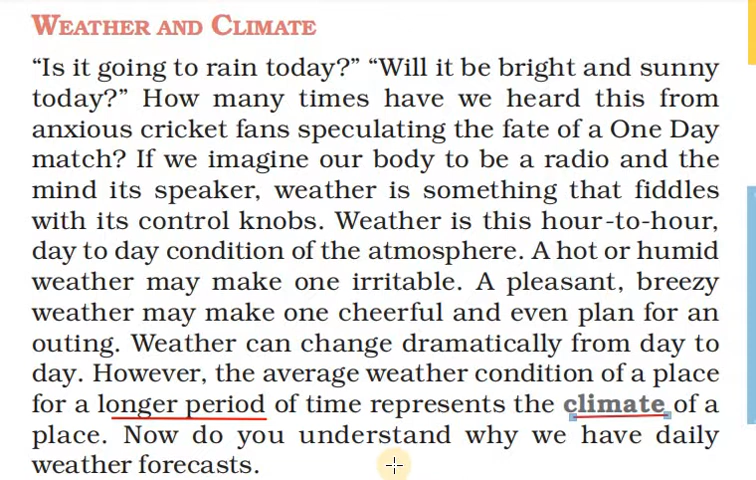 WEATHER AND CLIMATE
“Is it going to rain today?” “Will it be bright and sunny
today?” How many times have we heard this from
anxious cricket fans speculating the fate of a One Day
match? If we imagine our body to be a radio and the
mind its speaker, weather is something that fiddles
with its control knobs. Weather is this hour-to-hour,
day to day condition of the atmosphere. A hot or humid
weather may make one irritable. A pleasant, breezy
weather may make one cheerful and even plan for an
outing. Weather can change dramatically from day to
day. However, the average weather condition of a place
for a longer period of time represents the climate of a
place. Now do you understand why we have daily
weather forecasts.